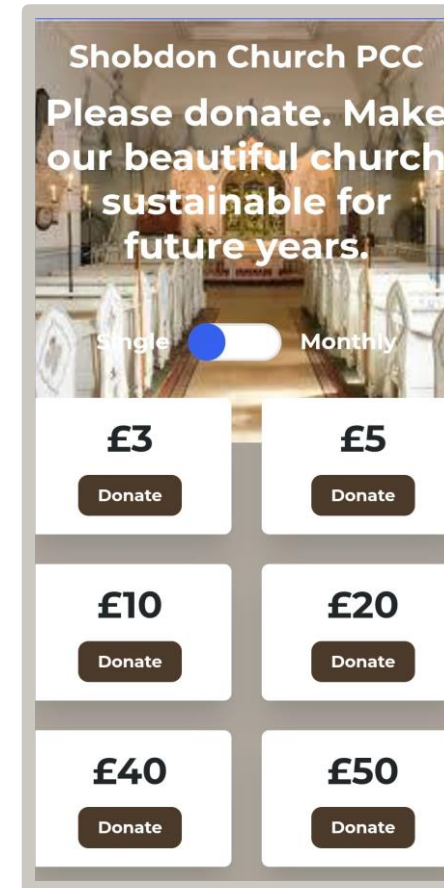 Shobdon Church PCC
Please donate. Make
our beautiful church
sustainable for
future years.
Single Monthly
£3 £5
Donate Donate
£10 £20
Donate Donate
£40 £50
Donate Donate